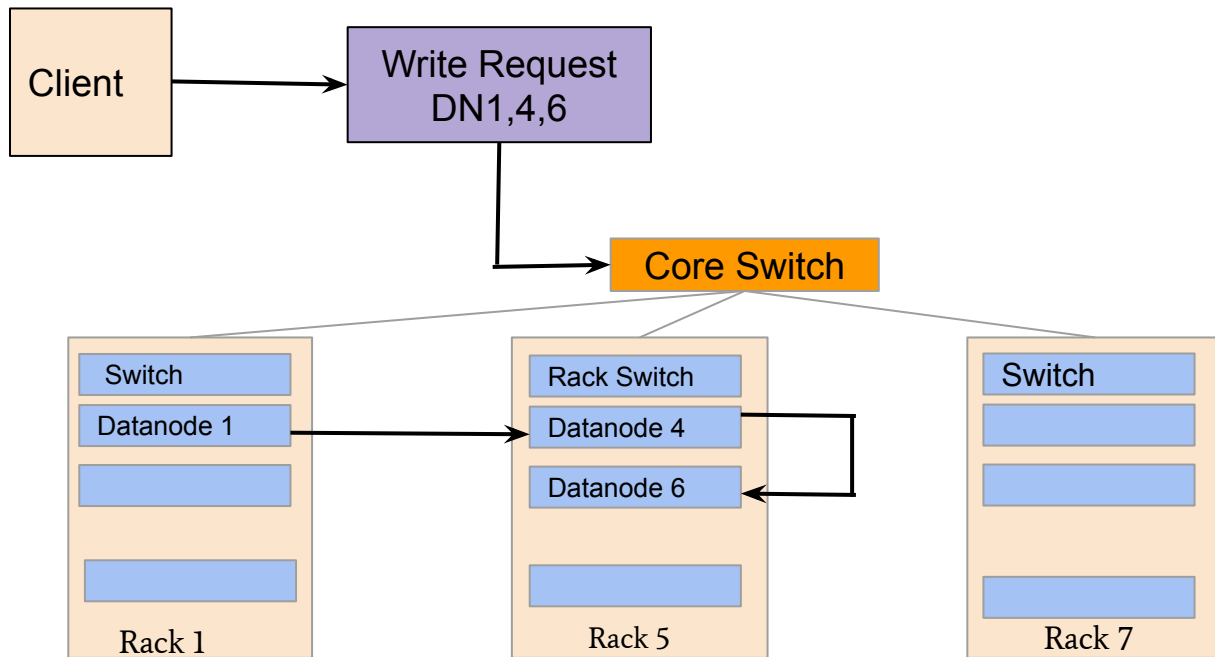 Client
Write Request
DN1,4,6
Core Switch
Switch
Datanode 1
Rack 1
Rack Switch
Datanode 4
Datanode 6
Rack 5
Switch
Rack 7